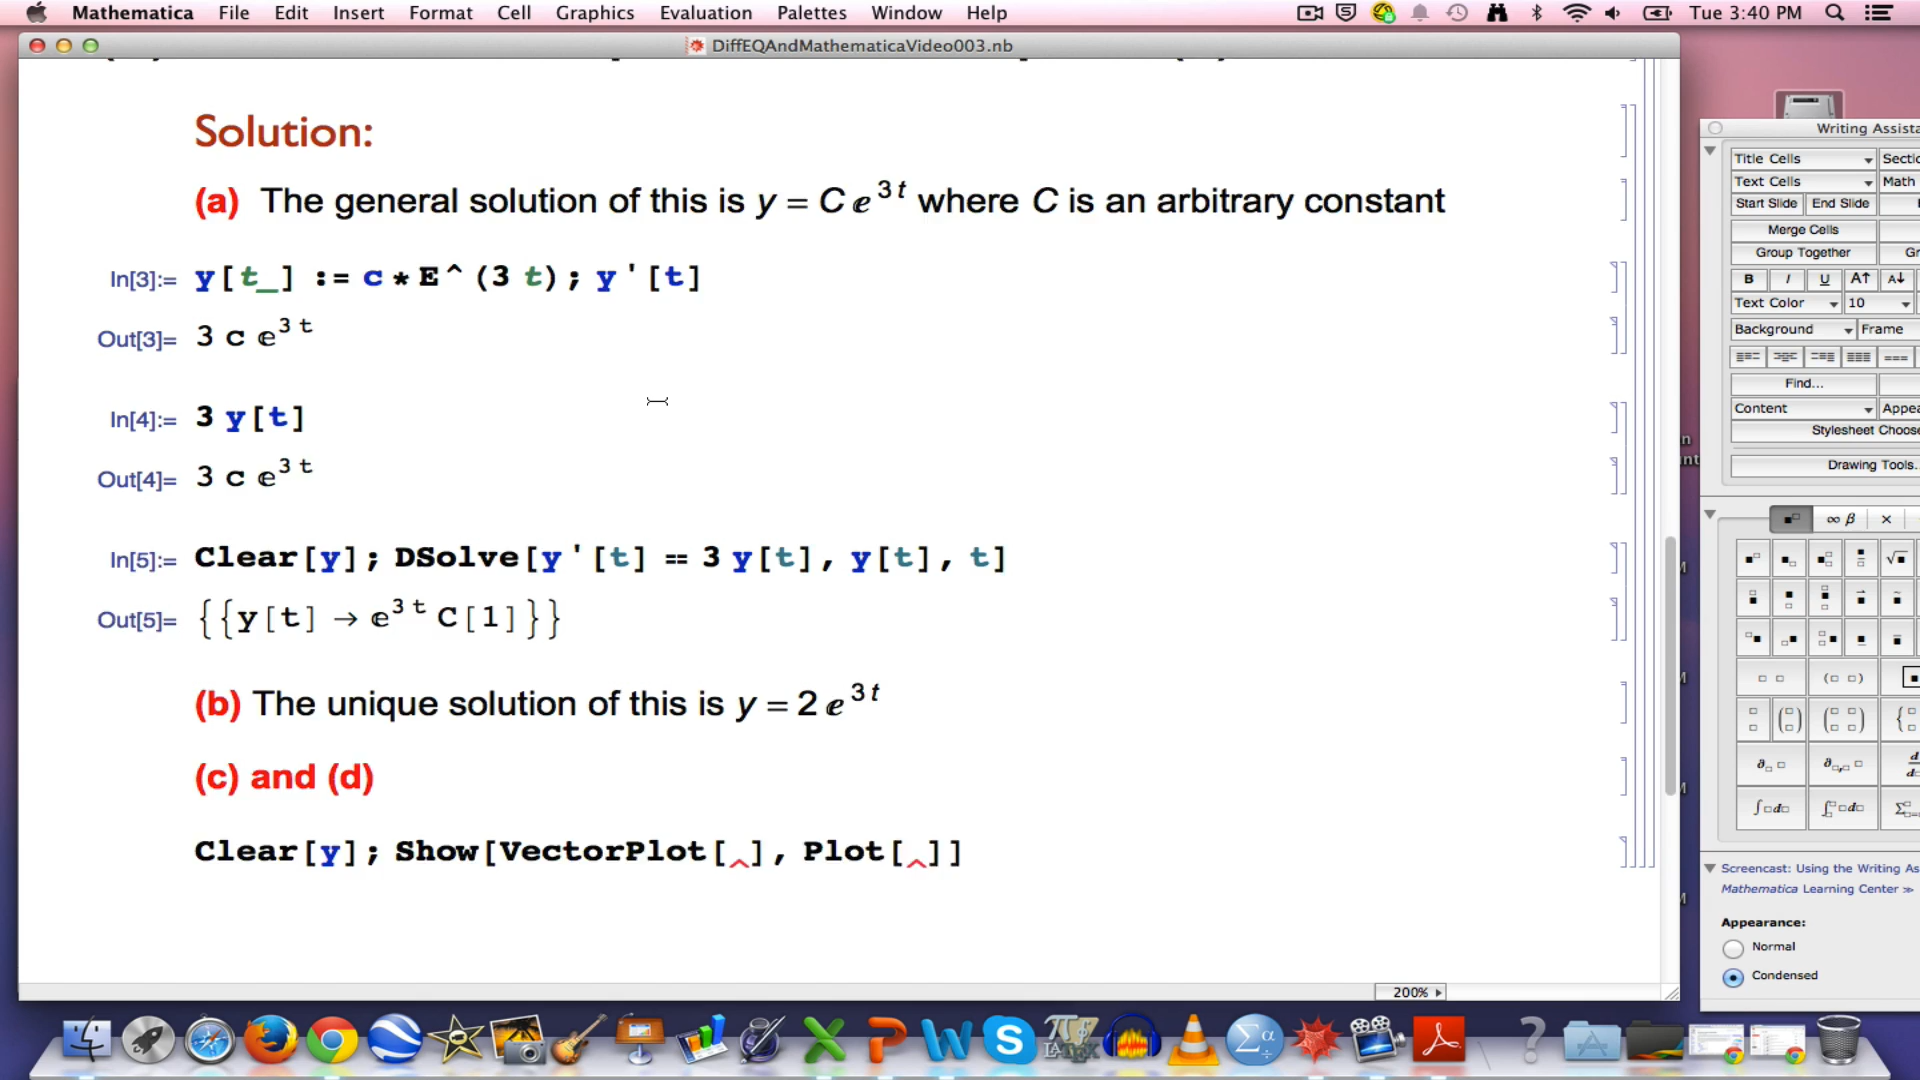 Mathematica File Edit Insert Format Cell Graphics Evaluation Palettes Window Help Tue 3:40 PM
DiffEQAndMathematicaVideo003.nb
Solution:
(a) The general solution of this is y = C ⅇ^(3 t) where C is an arbitrary constant
In[3]:= y[t_] := c * E^(3 t); y'[t]
Out[3]= 3 c ⅇ^(3 t)
In[4]:= 3 y[t]
Out[4]= 3 c ⅇ^(3 t)
In[5]:= Clear[y]; DSolve[y'[t] == 3 y[t], y[t], t]
Out[5]= {{y[t] → ⅇ^(3 t) C[1]}}
(b) The unique solution of this is y = 2 ⅇ^(3 t)
(c) and (d)
Clear[y]; Show[VectorPlot[], Plot[]]
200%
Writing Assista
Title Cells Sectio
Text Cells Math
Start Slide End Slide
Merge Cells
Group Together Gr
B I U A↑ A↓
Text Color 10
Background Frame
Find...
Content Appea
Stylesheet Choose
Drawing Tools..
∞ β ×
Screencast: Using the Writing As
Mathematica Learning Center ≫
Appearance:
Normal
Condensed